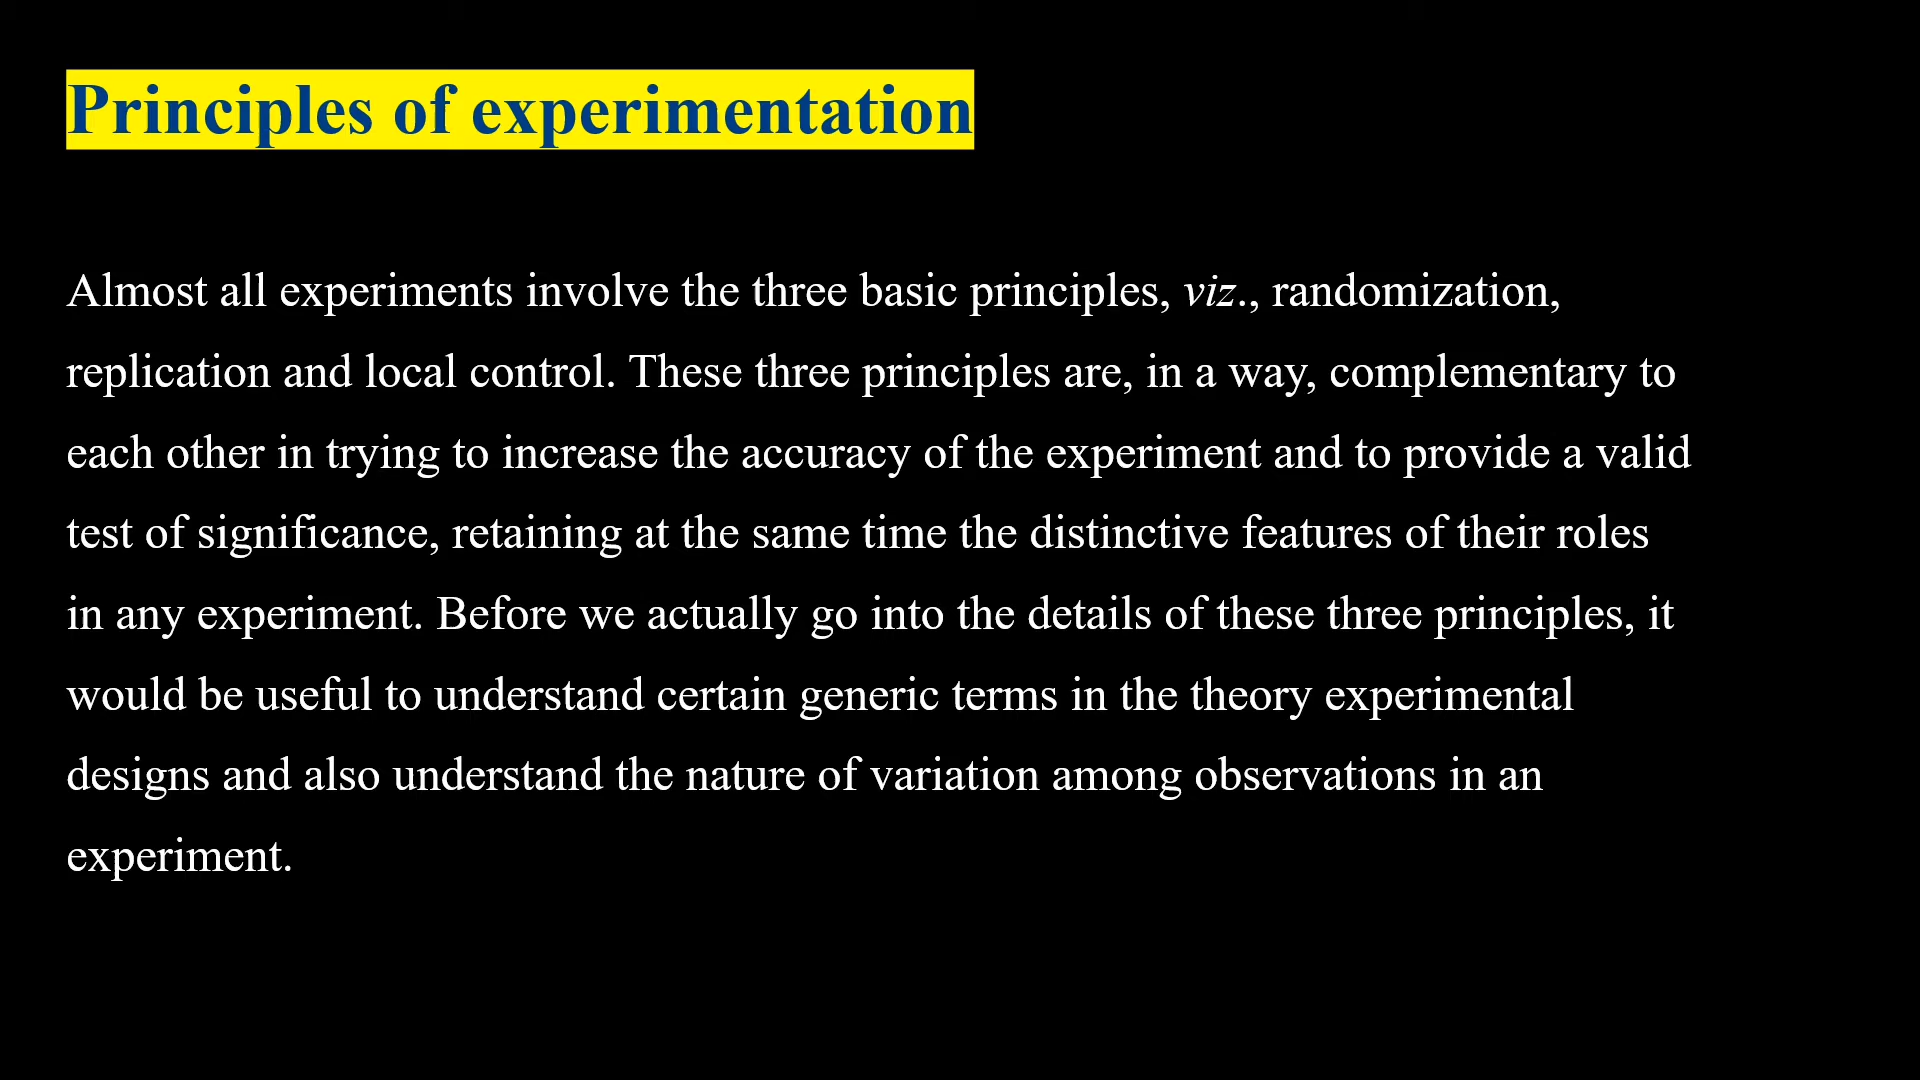 Principles of experimentation
Almost all experiments involve the three basic principles, viz., randomization,
replication and local control. These three principles are, in a way, complementary to
each other in trying to increase the accuracy of the experiment and to provide a valid
test of significance, retaining at the same time the distinctive features of their roles
in any experiment. Before we actually go into the details of these three principles, it
would be useful to understand certain generic terms in the theory experimental
designs and also understand the nature of variation among observations in an
experiment.